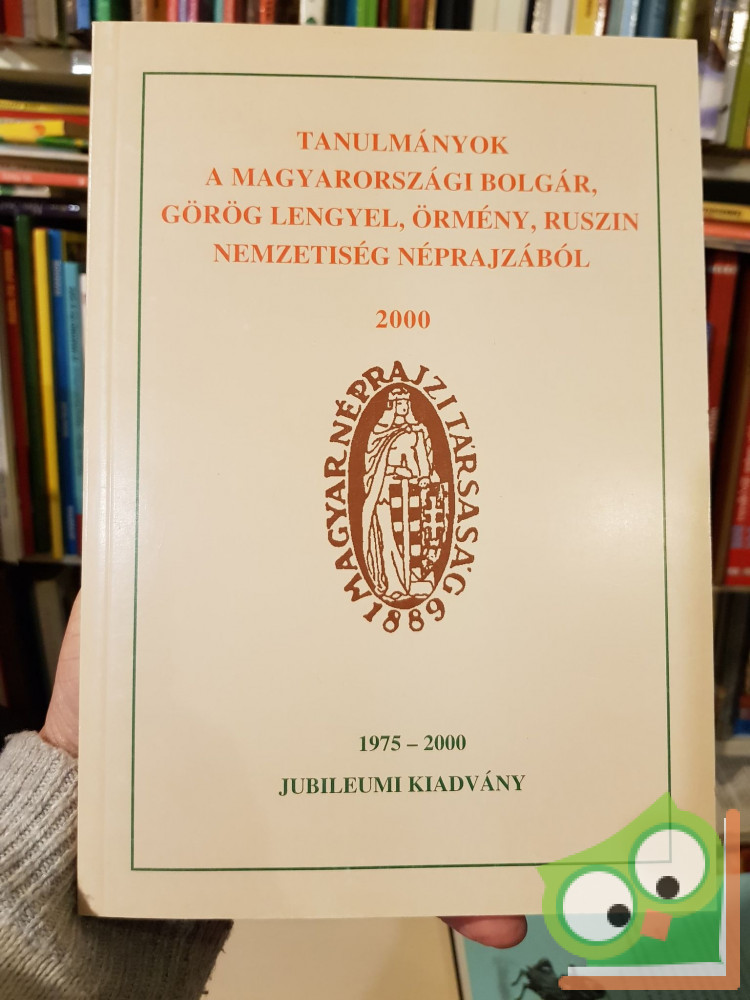 TANULMÁNYOK
A MAGYARORSZÁGI BOLGÁR,
GÖRÖG LENGYEL, ÖRMÉNY, RUSZIN
NEMZETISÉG NÉPRAJZÁBÓL
2000
MAGYAR NÉPRAJZI TÁRSASÁG
1889
1975 – 2000
JUBILEUMI KIADVÁNY